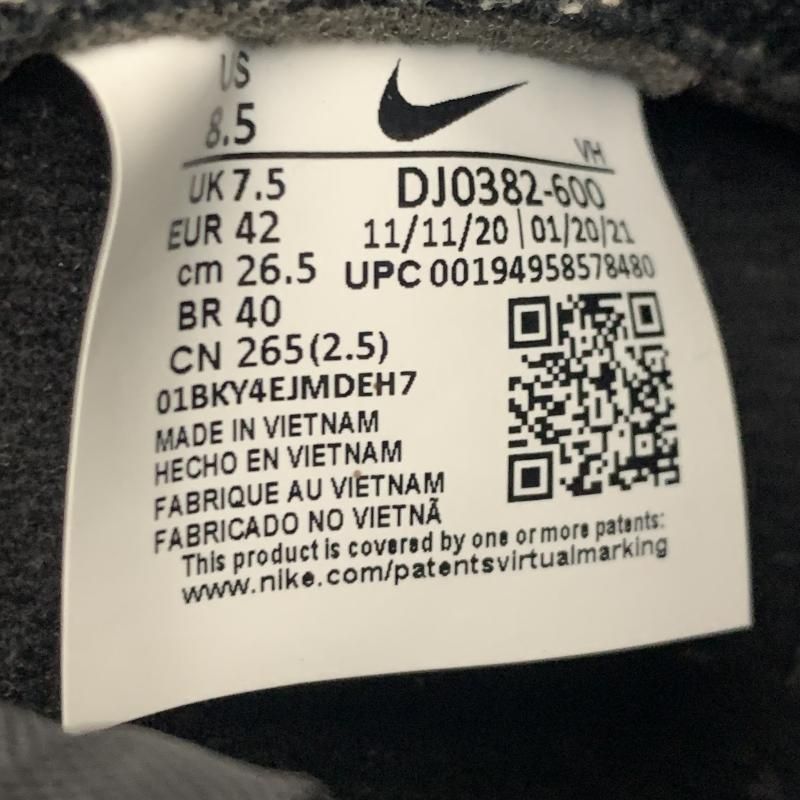 US
8.5
VH
UK 7.5
DJ0382-600
EUR 42
11/11/20 | 01/20/21
cm 26.5
UPC 00194958578480
BR 40
CN 265(2.5)
01BKY4EJMDEH7
MADE IN VIETNAM
HECHO EN VIETNAM
FABRIQUE AU VIETNAM
FABRICADO NO VIETNÃ
This product is covered by one or more patents:
www.nike.com/patentsvirtualmarking